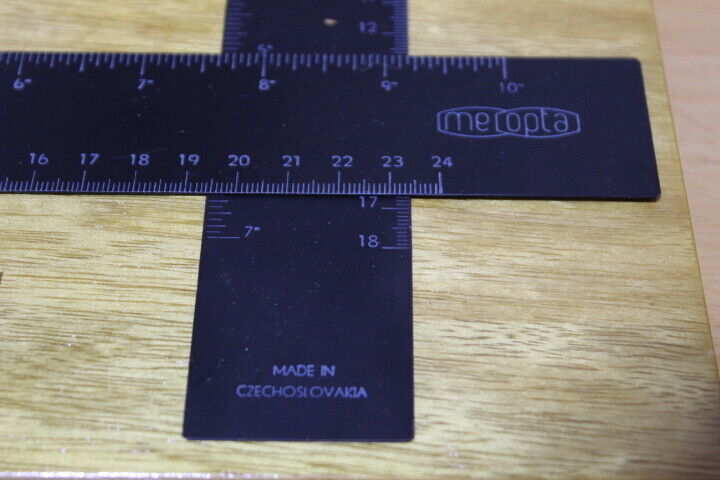 12
6"
6" 7" 8" 9" 10"
meopta
16 17 18 19 20 21 22 23 24
17
7" 18
MADE IN
CZECHOSLOVAKIA